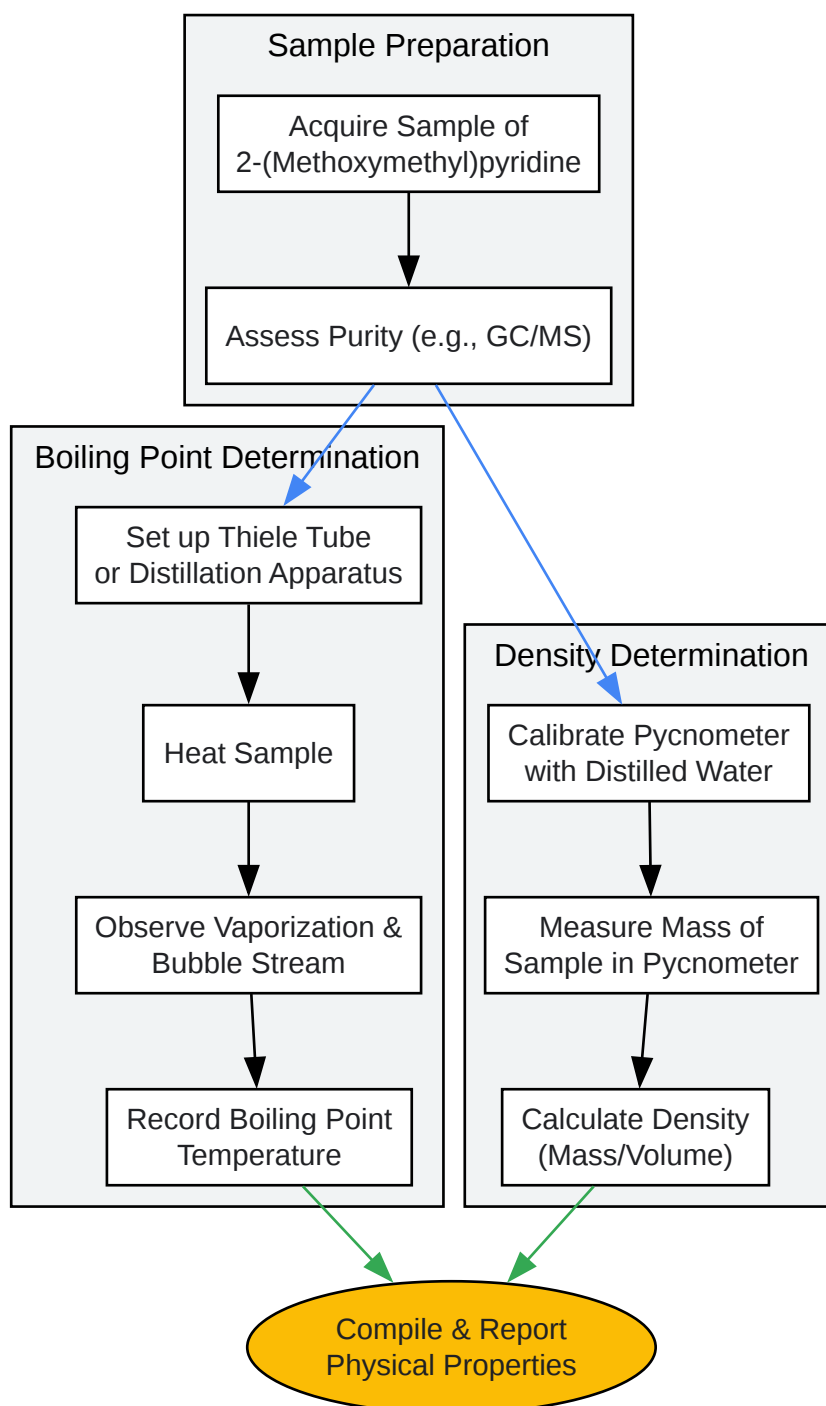 Sample Preparation
Acquire Sample of
2-(Methoxymethyl)pyridine
Assess Purity (e.g., GC/MS)
Boiling Point Determination
Set up Thiele Tube
or Distillation Apparatus
Heat Sample
Observe Vaporization &
Bubble Stream
Record Boiling Point
Temperature
Density Determination
Calibrate Pycnometer
with Distilled Water
Measure Mass of
Sample in Pycnometer
Calculate Density
(Mass/Volume)
Compile & Report
Physical Properties